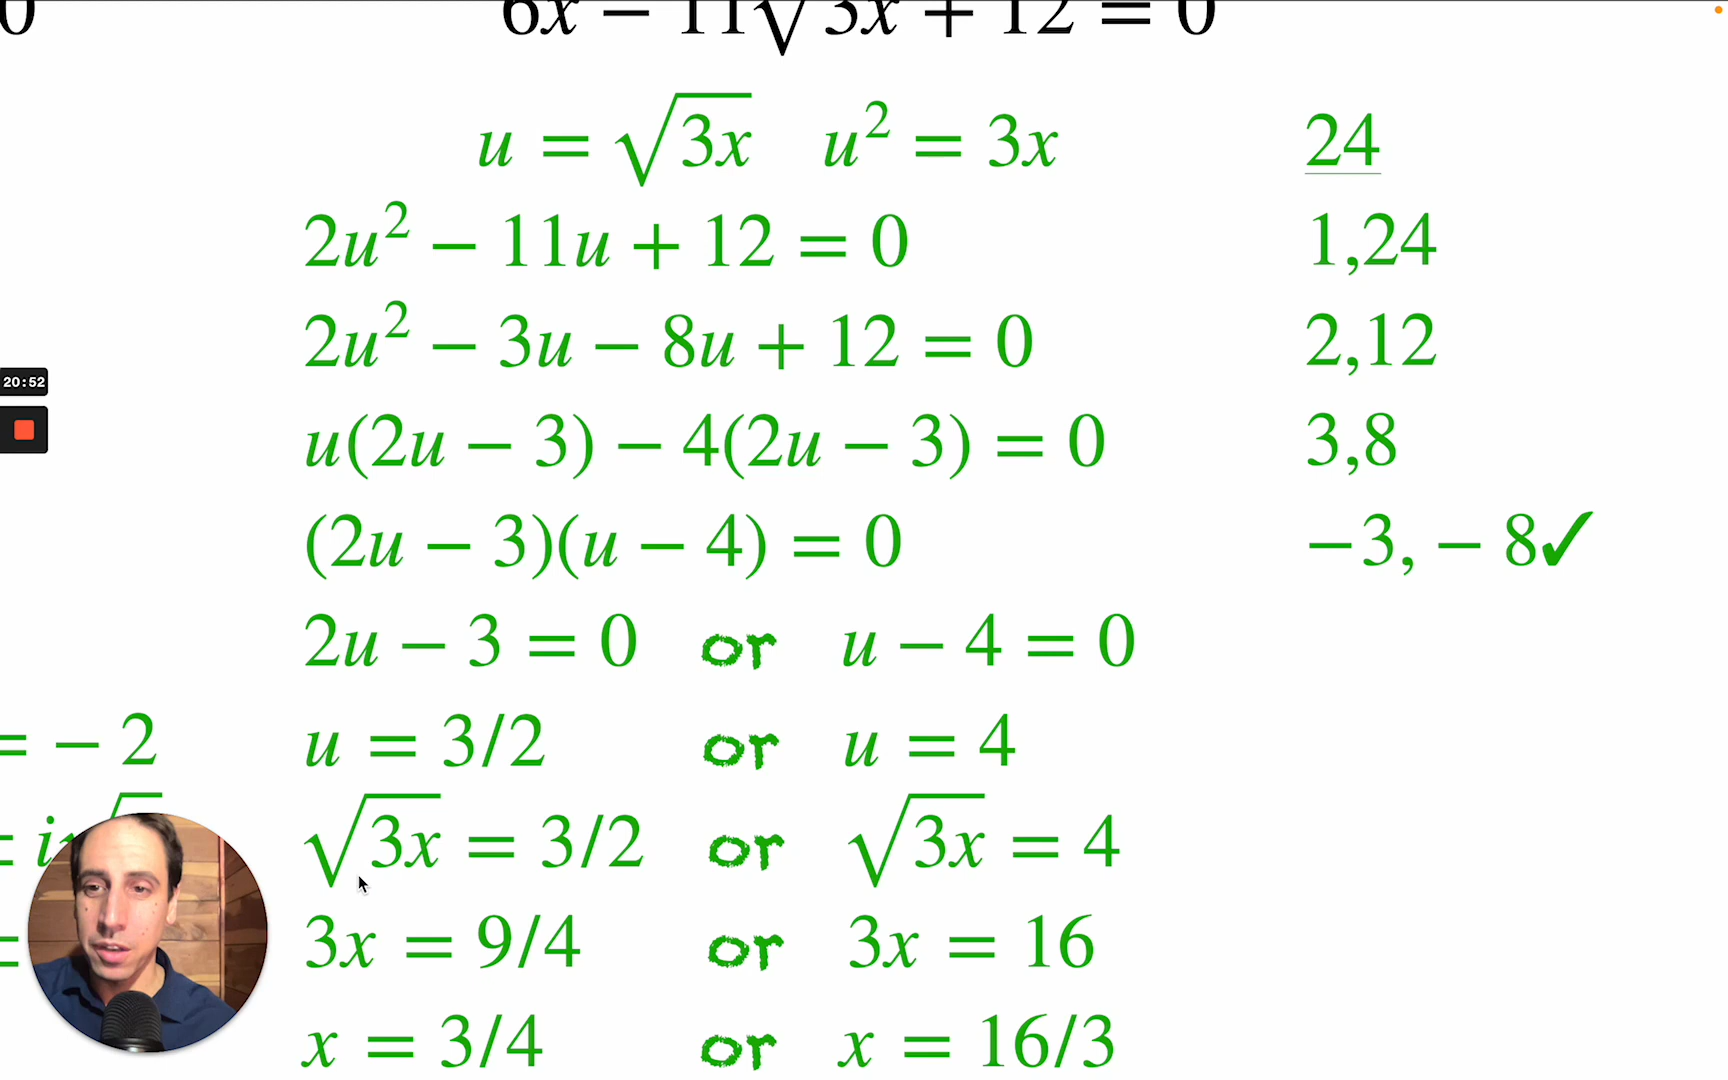 0
6x − 11√3x + 12 = 0
u = √3x u² = 3x 24
2u² − 11u + 12 = 0 1,24
2u² − 3u − 8u + 12 = 0 2,12
20:52
u(2u − 3) − 4(2u − 3) = 0 3,8
(2u − 3)(u − 4) = 0 −3, − 8✓
2u − 3 = 0 or u − 4 = 0
= − 2 u = 3/2 or u = 4
= i √3x = 3/2 or √3x = 4
= 3x = 9/4 or 3x = 16
x = 3/4 or x = 16/3